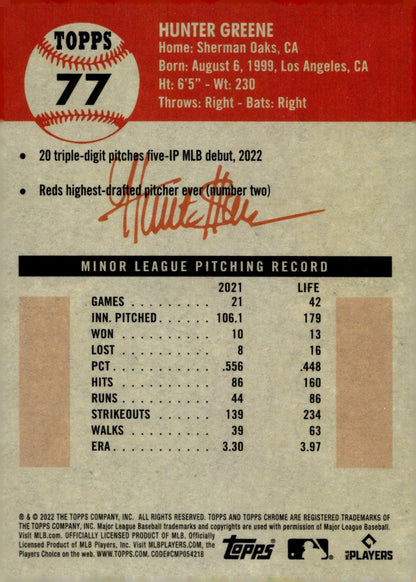 TOPPS
77
HUNTER GREENE
Home: Sherman Oaks, CA
Born: August 6, 1999, Los Angeles, CA
Ht: 6'5" - Wt: 230
Throws: Right - Bats: Right
• 20 triple-digit pitches five-IP MLB debut, 2022
• Reds highest-drafted pitcher ever (number two)
Hunter Greene
MINOR LEAGUE PITCHING RECORD
2021 LIFE
GAMES . . . . . . . . . 21 42
INN. PITCHED . . . . . . 106.1 179
WON . . . . . . . . . . 10 13
LOST . . . . . . . . . . 8 16
PCT . . . . . . . . . . .556 .448
HITS . . . . . . . . . . 86 160
RUNS . . . . . . . . . . 44 86
STRIKEOUTS . . . . . . 139 234
WALKS . . . . . . . . . 39 63
ERA . . . . . . . . . . 3.30 3.97
® & © 2022 THE TOPPS COMPANY, INC. ALL RIGHTS RESERVED. TOPPS AND TOPPS CHROME ARE REGISTERED TRADEMARKS OF
THE TOPPS COMPANY, INC. Major League Baseball trademarks and copyrights are used with permission of Major League Baseball.
Visit MLB.com. OFFICIALLY LICENSED PRODUCT OF MLB. Officially
Licensed Product of MLB Players, Inc. Visit MLBPLAYERS.COM, the
Players Choice on the web. WWW.TOPPS.COM. CODE#CMP054218
Topps
MLB PLAYERS